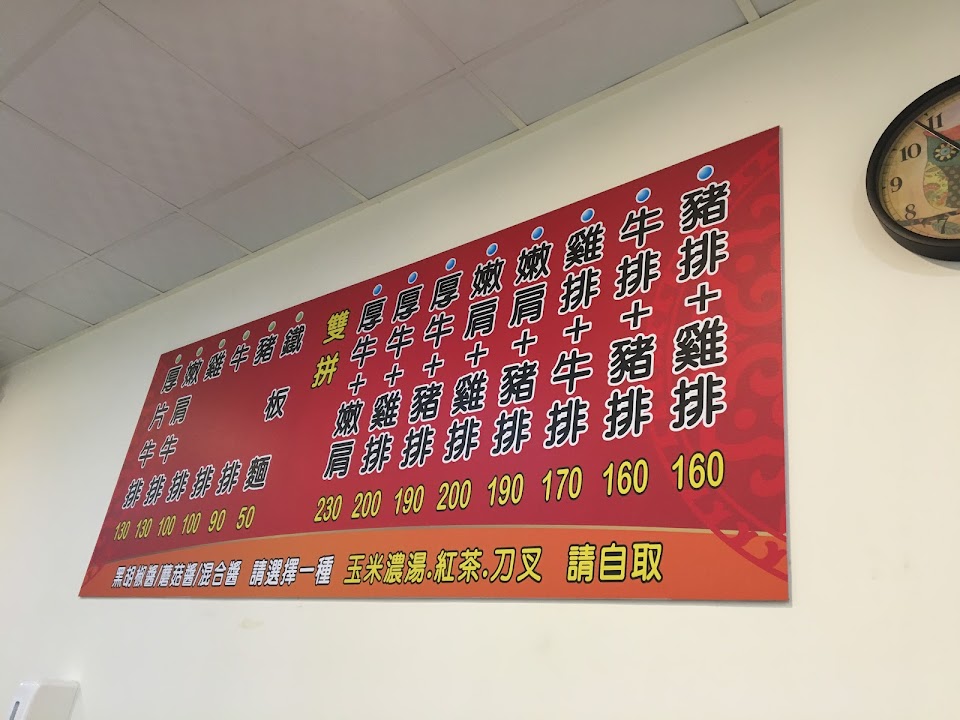 豬排+雞排 160
牛排+豬排 160
雞排+牛排 170
嫩肩+豬排 190
嫩肩+雞排 200
厚牛+豬排 190
厚牛+雞排 200
厚牛+嫩肩 230
雙拼
鐵板麵 50
豬排 90
牛排 100
雞排 100
嫩肩牛排 130
厚片牛排 130
黑胡椒醬/蘑菇醬/混合醬 請選擇一種 玉米濃湯.紅茶.刀叉 請自取
11
10
9
8